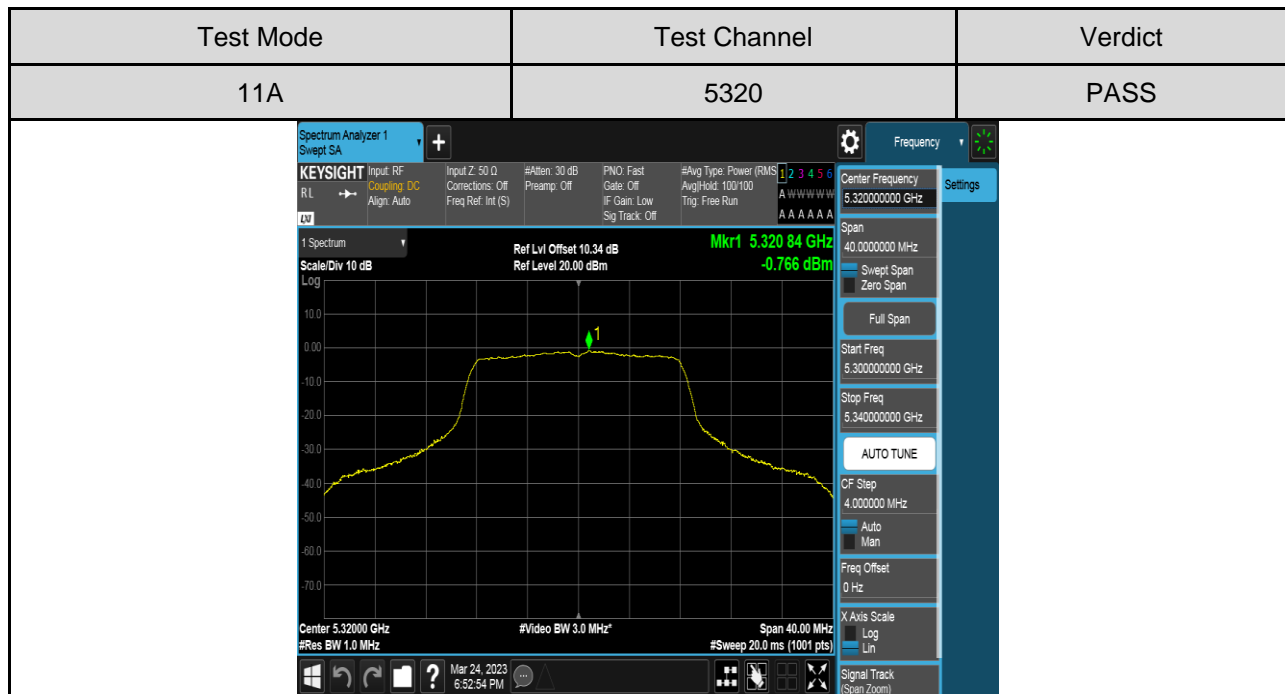 Test Mode Test Channel Verdict
11A 5320 PASS
Spectrum Analyzer 1
Swept SA
+
Frequency
KEYSIGHT Input: RF Input Z: 50 Ω #Atten: 30 dB PNO: Fast #Avg Type: Power (RMS 1 2 3 4 5 6
RL Coupling: DC Corrections: Off Preamp: Off Gate: Off Avg|Hold: 100/100 A W W W W W
Align: Auto Freq Ref: Int (S) IF Gain: Low Trig: Free Run
Sig Track: Off A A A A A A
LXI
1 Spectrum Ref Lvl Offset 10.34 dB Mkr1 5.320 84 GHz
Scale/Div 10 dB Ref Level 20.00 dBm -0.766 dBm
Log
10.0
1
0.00
-10.0
-20.0
-30.0
-40.0
-50.0
-60.0
-70.0
Center 5.32000 GHz #Video BW 3.0 MHz* Span 40.00 MHz
#Res BW 1.0 MHz #Sweep 20.0 ms (1001 pts)
? Mar 24, 2023
6:52:54 PM
Center Frequency
5.320000000 GHz
Settings
Span
40.0000000 MHz
Swept Span
Zero Span
Full Span
Start Freq
5.300000000 GHz
Stop Freq
5.340000000 GHz
AUTO TUNE
CF Step
4.000000 MHz
Auto
Man
Freq Offset
0 Hz
X Axis Scale
Log
Lin
Signal Track
(Span Zoom)